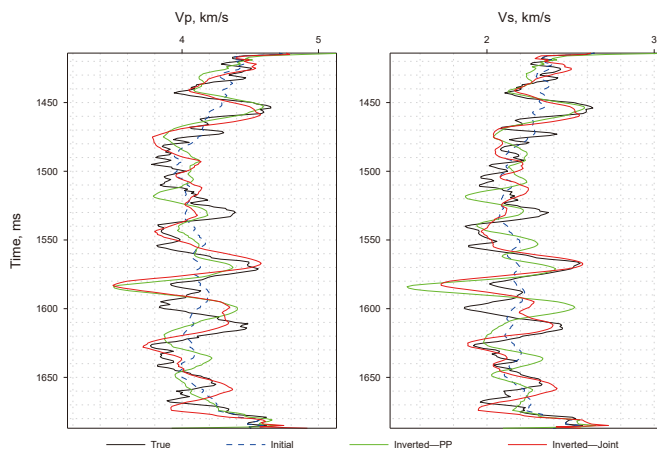 Vp, km/s
Vs, km/s
4
5
2
3
Time, ms
1450
1500
1550
1600
1650
1450
1500
1550
1600
1650
True
Initial
Inverted—PP
Inverted—Joint